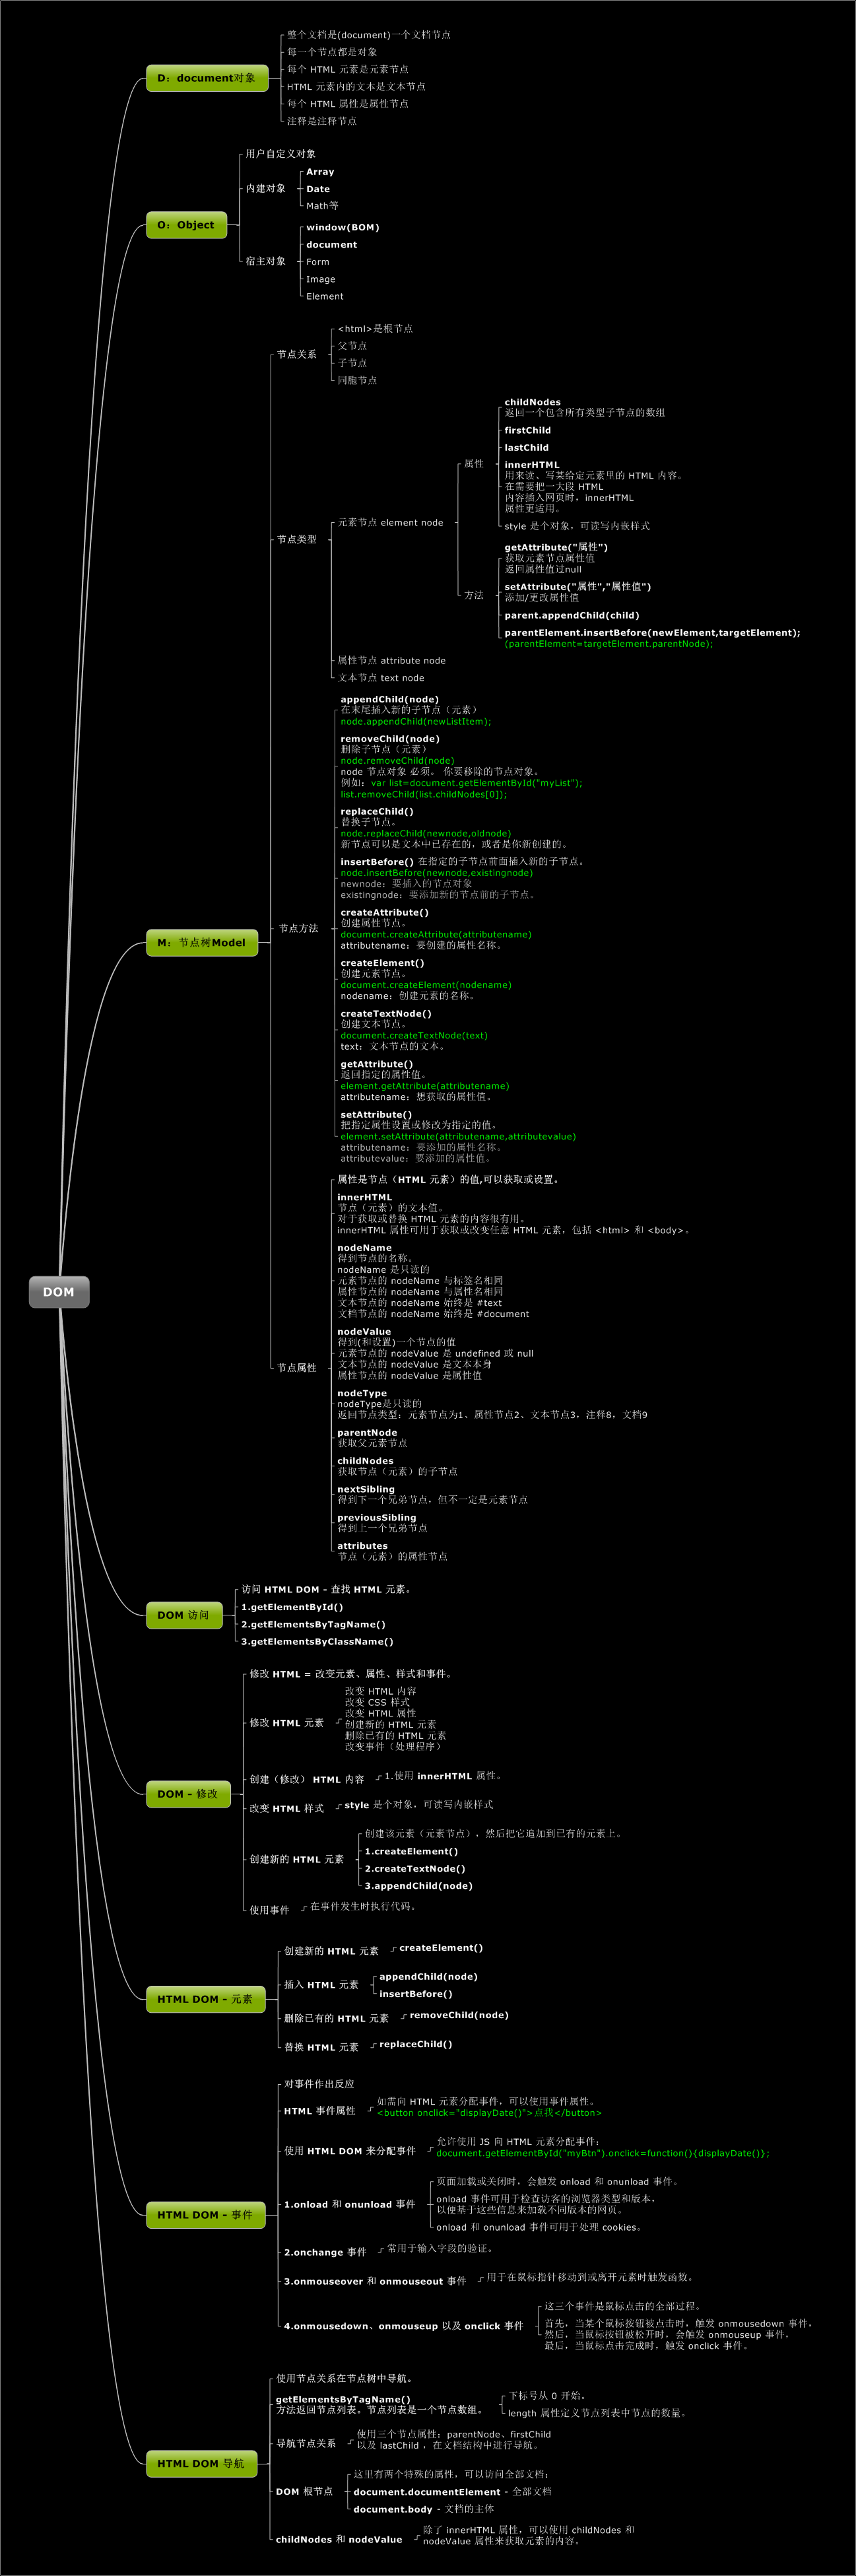 DOM
D：document对象
整个文档是(document)一个文档节点
每一个节点都是对象
每个 HTML 元素是元素节点
HTML 元素内的文本是文本节点
每个 HTML 属性是属性节点
注释是注释节点
O：Object
用户自定义对象
内建对象
Array
Date
Math等
宿主对象
window(BOM)
document
Form
Image
Element
M：节点树Model
节点关系
<html>是根节点
父节点
子节点
同胞节点
节点类型
元素节点 element node
属性
childNodes
返回一个包含所有类型子节点的数组
firstChild
lastChild
innerHTML
用来读、写某给定元素里的 HTML 内容。
在需要把一大段 HTML
内容插入网页时，innerHTML
属性更适用。
style 是个对象，可读写内嵌样式
方法
getAttribute("属性")
获取元素节点属性值
返回属性值过null
setAttribute("属性","属性值")
添加/更改属性值
parent.appendChild(child)
parentElement.insertBefore(newElement,targetElement);
(parentElement=targetElement.parentNode);
属性节点 attribute node
文本节点 text node
节点方法
appendChild(node)
在末尾插入新的子节点（元素）
node.appendChild(newListItem);
removeChild(node)
删除子节点（元素）
node.removeChild(node)
node 节点对象 必须。 你要移除的节点对象。
例如：var list=document.getElementById("myList");
list.removeChild(list.childNodes[0]);
replaceChild()
替换子节点。
node.replaceChild(newnode,oldnode)
新节点可以是文本中已存在的，或者是你新创建的。
insertBefore() 在指定的子节点前面插入新的子节点。
node.insertBefore(newnode,existingnode)
newnode：要插入的节点对象
existingnode：要添加新的节点前的子节点。
createAttribute()
创建属性节点。
document.createAttribute(attributename)
attributename：要创建的属性名称。
createElement()
创建元素节点。
document.createElement(nodename)
nodename：创建元素的名称。
createTextNode()
创建文本节点。
document.createTextNode(text)
text：文本节点的文本。
getAttribute()
返回指定的属性值。
element.getAttribute(attributename)
attributename：想获取的属性值。
setAttribute()
把指定属性设置或修改为指定的值。
element.setAttribute(attributename,attributevalue)
attributename：要添加的属性名称。
attributevalue：要添加的属性值。
节点属性
属性是节点（HTML 元素）的值,可以获取或设置。
innerHTML
节点（元素）的文本值。
对于获取或替换 HTML 元素的内容很有用。
innerHTML 属性可用于获取或改变任意 HTML 元素，包括 <html> 和 <body>。
nodeName
得到节点的名称。
nodeName 是只读的
元素节点的 nodeName 与标签名相同
属性节点的 nodeName 与属性名相同
文本节点的 nodeName 始终是 #text
文档节点的 nodeName 始终是 #document
nodeValue
得到(和设置)一个节点的值
元素节点的 nodeValue 是 undefined 或 null
文本节点的 nodeValue 是文本本身
属性节点的 nodeValue 是属性值
nodeType
nodeType是只读的
返回节点类型：元素节点为1、属性节点2、文本节点3，注释8，文档9
parentNode
获取父元素节点
childNodes
获取节点（元素）的子节点
nextSibling
得到下一个兄弟节点，但不一定是元素节点
previousSibling
得到上一个兄弟节点
attributes
节点（元素）的属性节点
DOM 访问
访问 HTML DOM - 查找 HTML 元素。
1.getElementById()
2.getElementsByTagName()
3.getElementsByClassName()
DOM - 修改
修改 HTML = 改变元素、属性、样式和事件。
修改 HTML 元素
改变 HTML 内容
改变 CSS 样式
改变 HTML 属性
创建新的 HTML 元素
删除已有的 HTML 元素
改变事件（处理程序）
创建（修改） HTML 内容
1.使用 innerHTML 属性。
改变 HTML 样式
style 是个对象，可读写内嵌样式
创建新的 HTML 元素
创建该元素（元素节点），然后把它追加到已有的元素上。
1.createElement()
2.createTextNode()
3.appendChild(node)
使用事件
在事件发生时执行代码。
HTML DOM - 元素
创建新的 HTML 元素
createElement()
插入 HTML 元素
appendChild(node)
insertBefore()
删除已有的 HTML 元素
removeChild(node)
替换 HTML 元素
replaceChild()
HTML DOM - 事件
对事件作出反应
HTML 事件属性
如需向 HTML 元素分配事件，可以使用事件属性。
<button onclick="displayDate()">点我</button>
使用 HTML DOM 来分配事件
允许使用 JS 向 HTML 元素分配事件：
document.getElementById("myBtn").onclick=function(){displayDate()};
1.onload 和 onunload 事件
页面加载或关闭时，会触发 onload 和 onunload 事件。
onload 事件可用于检查访客的浏览器类型和版本，
以便基于这些信息来加载不同版本的网页。
onload 和 onunload 事件可用于处理 cookies。
2.onchange 事件
常用于输入字段的验证。
3.onmouseover 和 onmouseout 事件
用于在鼠标指针移动到或离开元素时触发函数。
4.onmousedown、onmouseup 以及 onclick 事件
这三个事件是鼠标点击的全部过程。
首先，当某个鼠标按钮被点击时，触发 onmousedown 事件，
然后，当鼠标按钮被松开时，会触发 onmouseup 事件，
最后，当鼠标点击完成时，触发 onclick 事件。
HTML DOM 导航
使用节点关系在节点树中导航。
getElementsByTagName()
方法返回节点列表。节点列表是一个节点数组。
下标号从 0 开始。
length 属性定义节点列表中节点的数量。
导航节点关系
使用三个节点属性：parentNode、firstChild
以及 lastChild ，在文档结构中进行导航。
DOM 根节点
这里有两个特殊的属性，可以访问全部文档：
document.documentElement - 全部文档
document.body - 文档的主体
childNodes 和 nodeValue
除了 innerHTML 属性，可以使用 childNodes 和
nodeValue 属性来获取元素的内容。